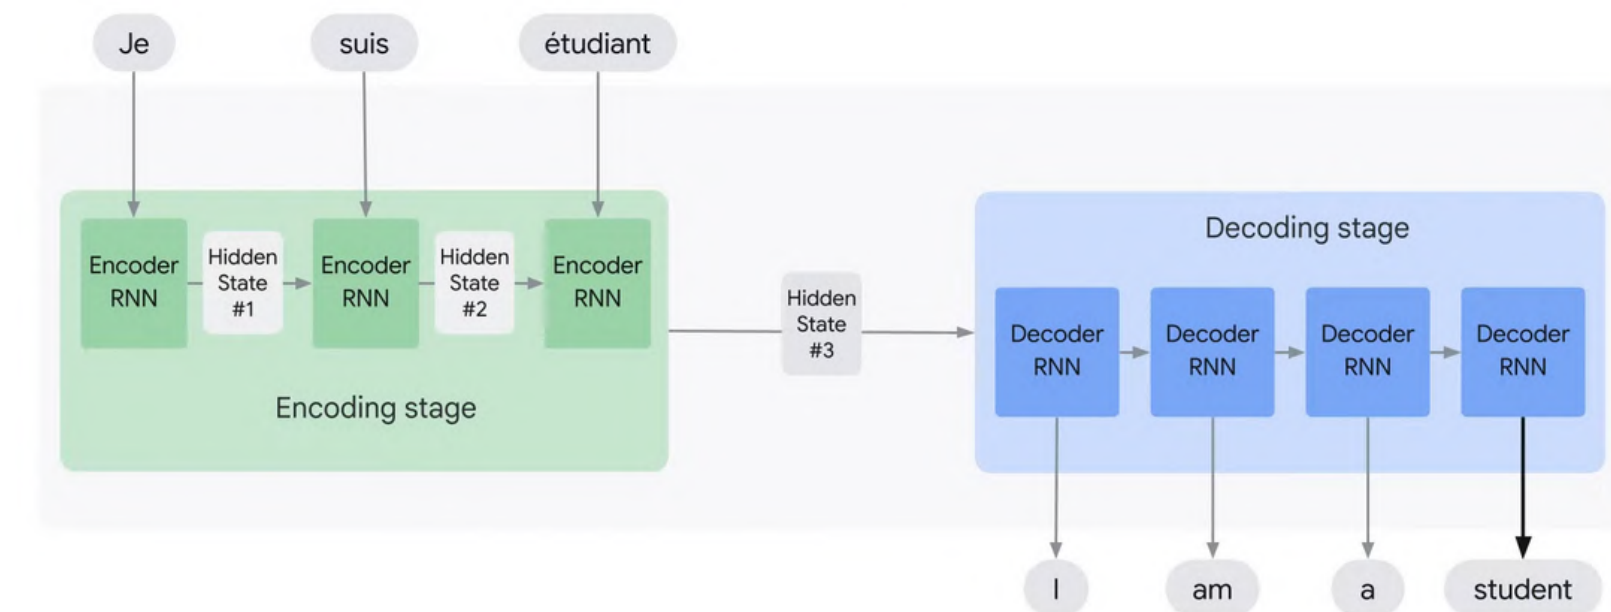 Je
suis
étudiant
Encoder
RNN
Hidden
State
#1
Encoder
RNN
Hidden
State
#2
Encoder
RNN
Encoding stage
Hidden
State
#3
Decoding stage
Decoder
RNN
Decoder
RNN
Decoder
RNN
Decoder
RNN
I
am
a
student